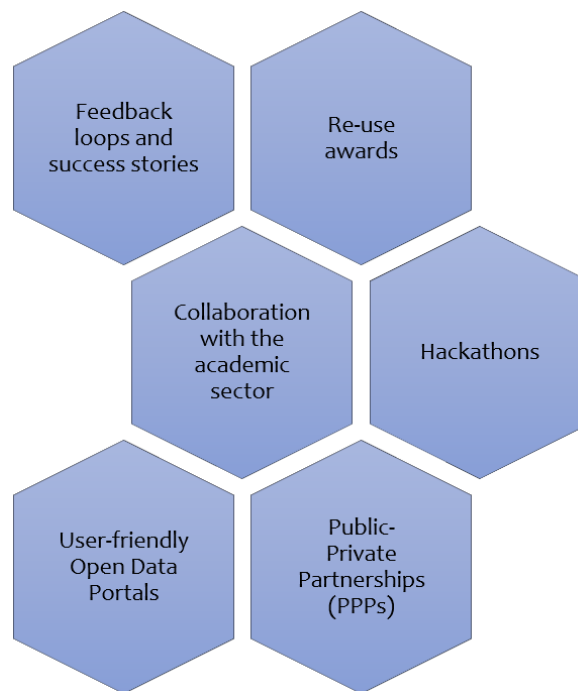 Feedback
loops and
success stories
Re-use
awards
Collaboration
with the
academic
sector
Hackathons
User-friendly
Open Data
Portals
Public-
Private
Partnerships
(PPPs)